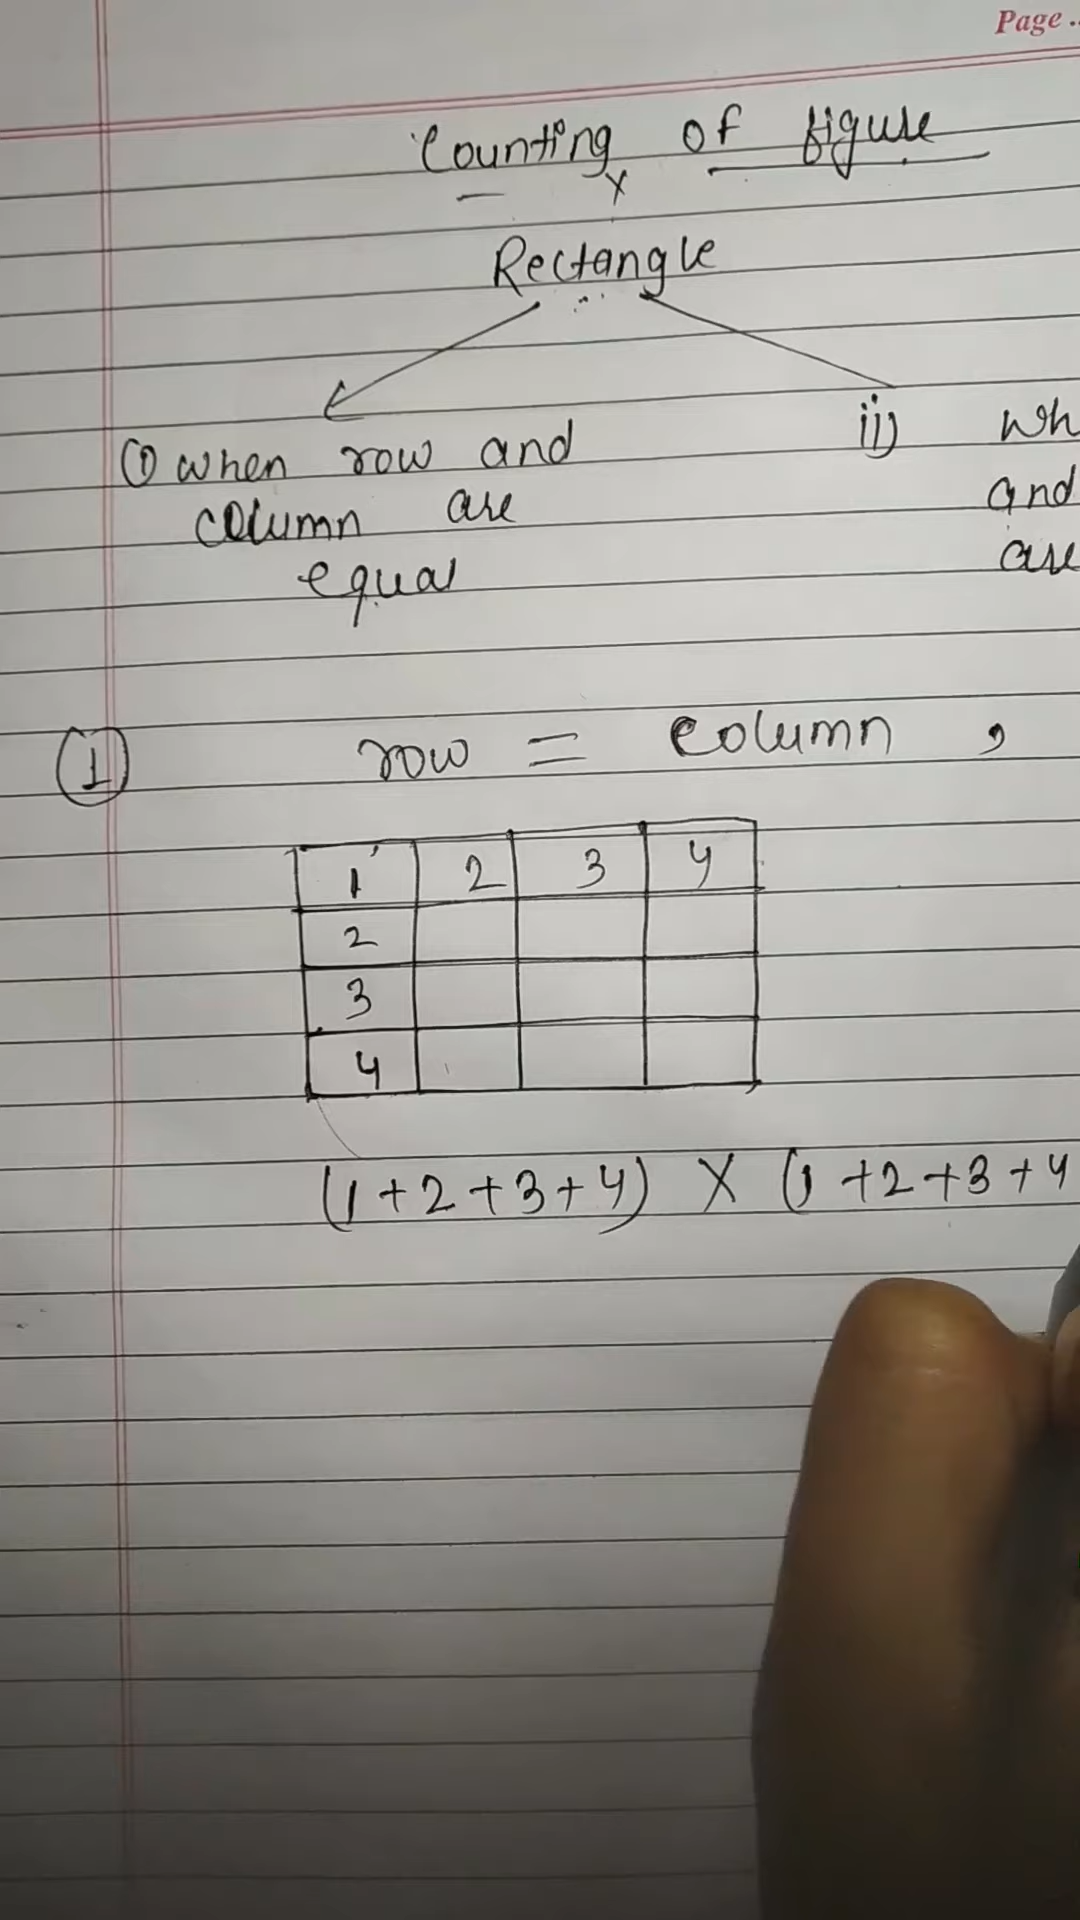 Page ..
Counting of figure
Rectangle
① when row and
column are
equal
ii) wh
and
are
① row = column ,
1 2 3 4
2
3
4
(1+2+3+4) X (1+2+3+4